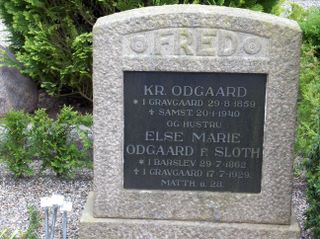 FRED
KR. ODGAARD
* I GRAVGAARD 29-8-1859
✝ SAMST. 20-1-1940
OG HUSTRU
ELSE MARIE
ODGAARD F. SLOTH
* I BARSLEV 29-7-1862
✝ I GRAVGAARD 17-7-1929.
MATTH. 11. 28.